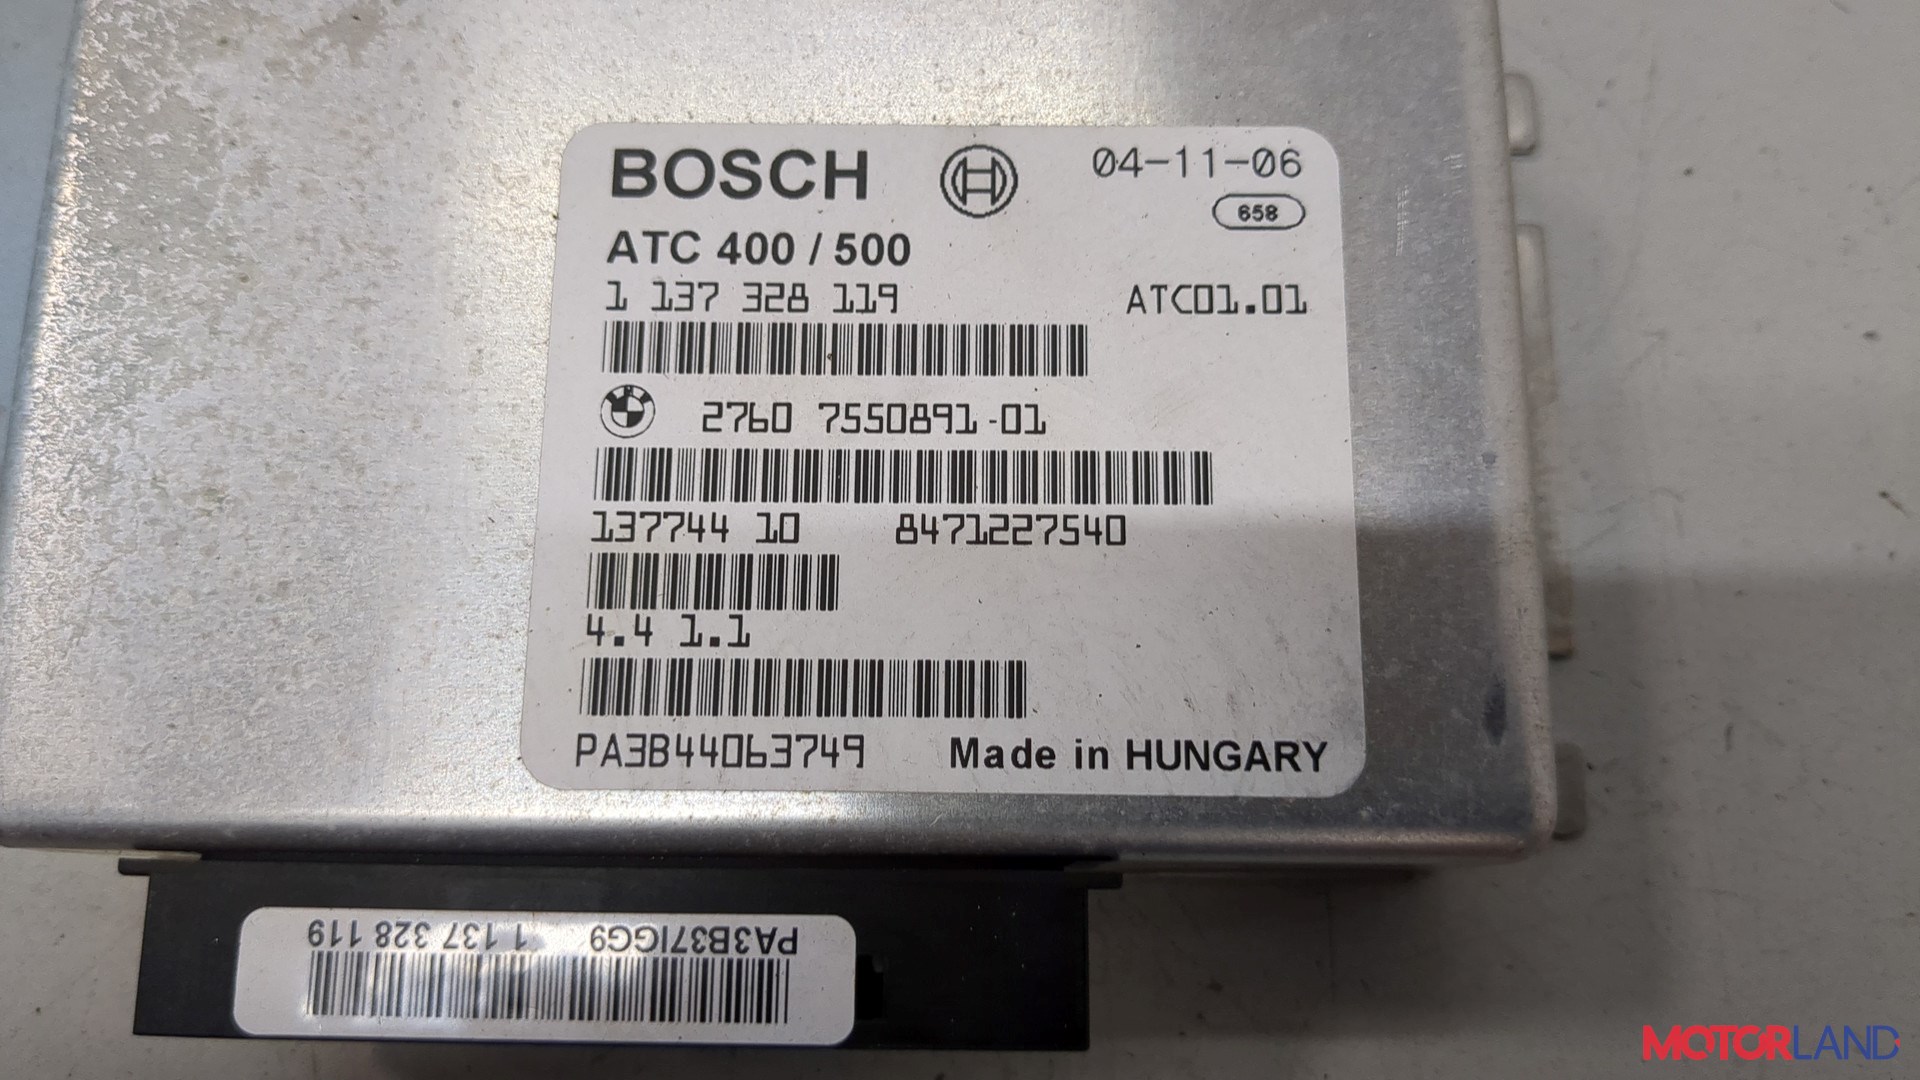 BOSCH 04-11-06
658
ATC 400 / 500
1 137 328 119 ATC01.01
2760 7550891-01
137744 10 8471227540
4.4 1.1
PA3B44063749 Made in HUNGARY
PA3B37IGG9 1 137 328 119
MOTORLAND